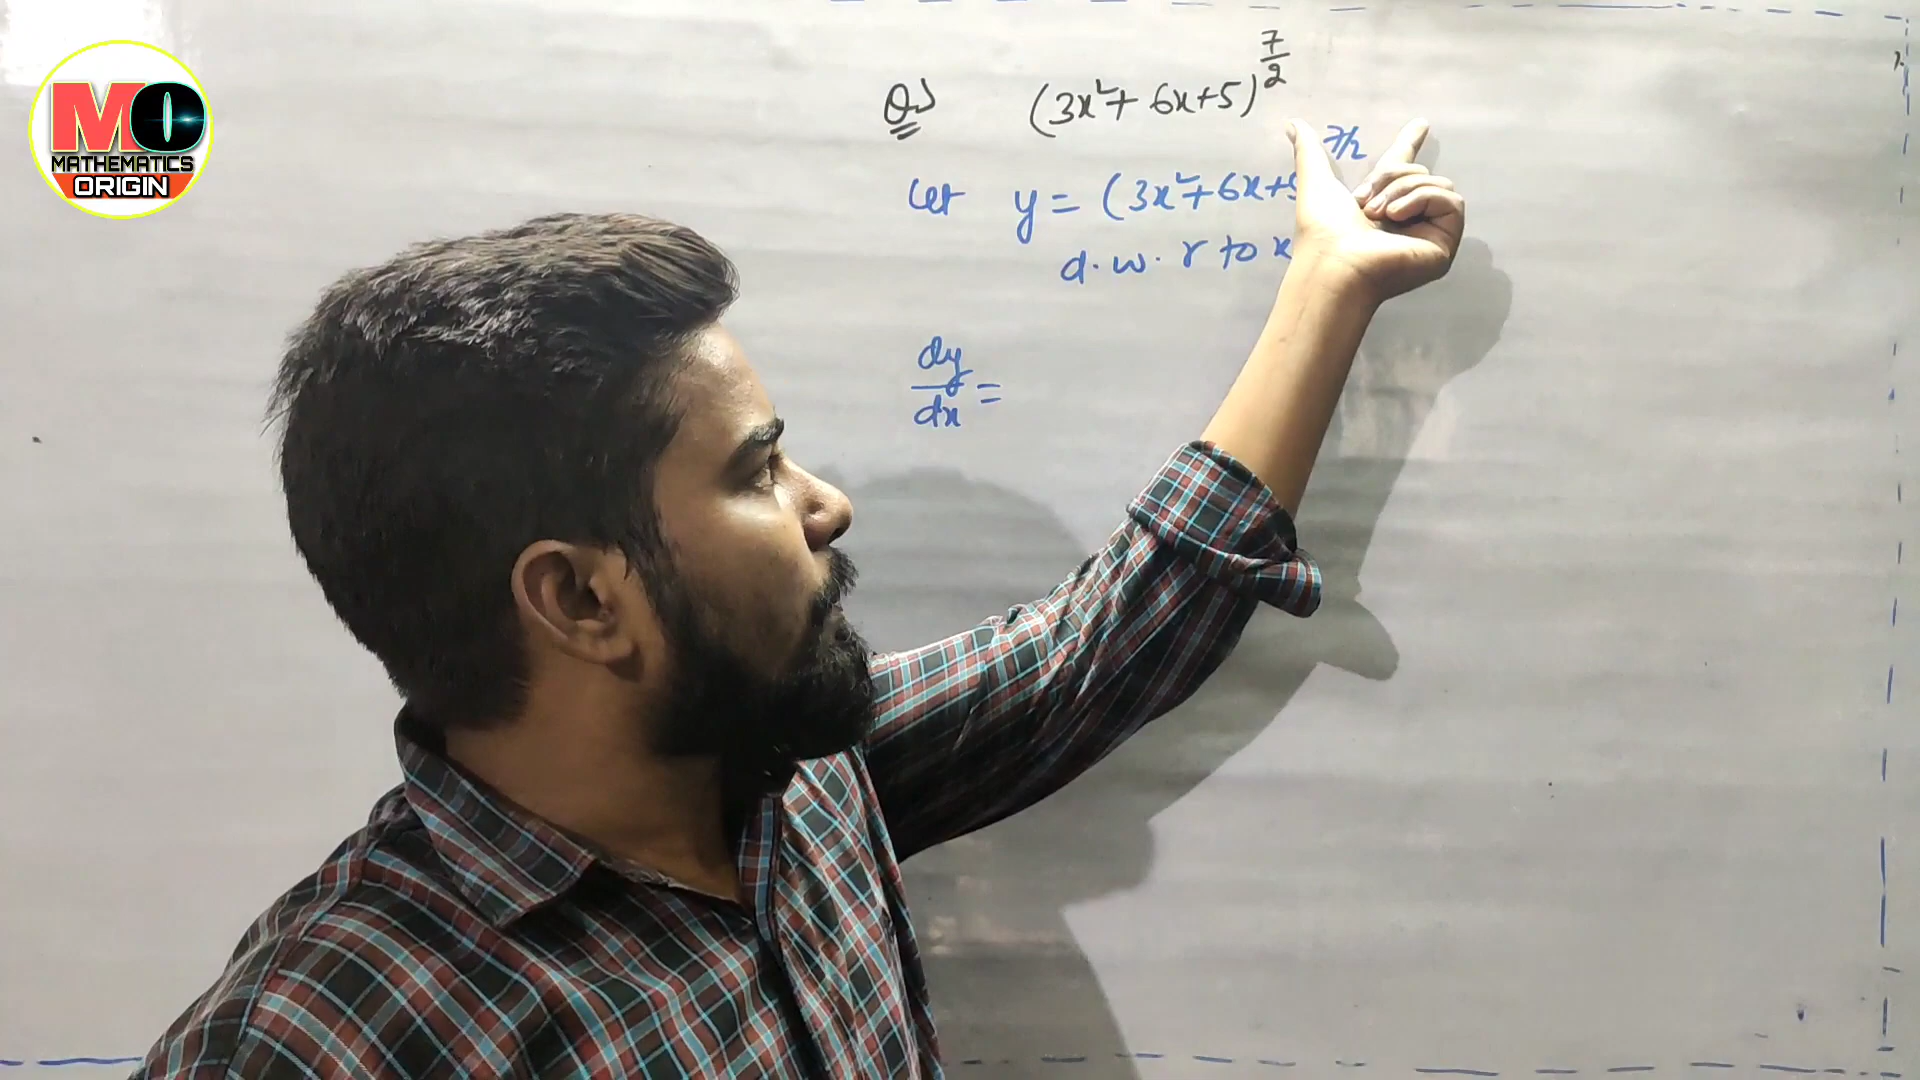 MO
MATHEMATICS
ORIGIN
Q. (3x²+6x+5)^7/2
Let y = (3x²+6x+5 7/2
d.w.r to x
dy/dx =